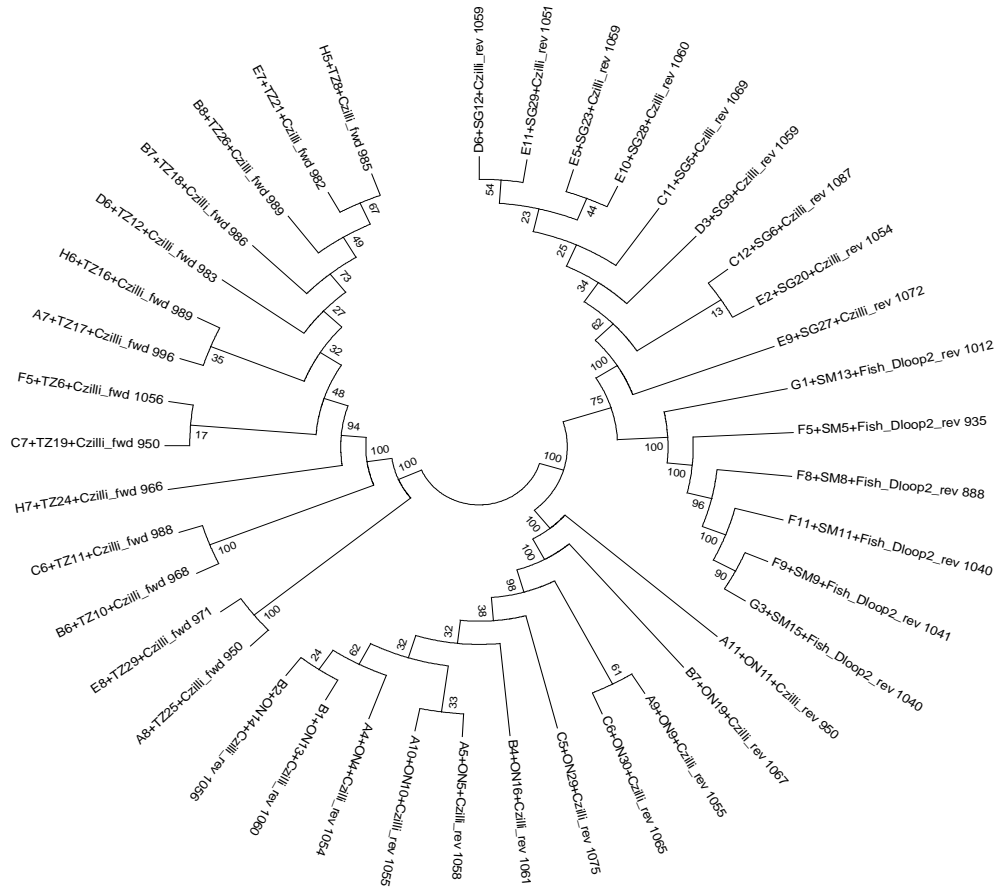 D6+SG12+Czilli_rev 1059
E11+SG29+Czilli_rev 1051
E5+SG23+Czilli_rev 1059
E10+SG28+Czilli_rev 1060
C11+SG5+Czilli_rev 1069
D3+SG9+Czilli_rev 1059
C12+SG6+Czilli_rev 1087
E2+SG20+Czilli_rev 1054
E9+SG27+Czilli_rev 1072
G1+SM13+Fish_Dloop2_rev 1012
F5+SM5+Fish_Dloop2_rev 935
F8+SM8+Fish_Dloop2_rev 888
F11+SM11+Fish_Dloop2_rev 1040
F9+SM9+Fish_Dloop2_rev 1041
G3+SM15+Fish_Dloop2_rev 1040
A11+ON11+Czilli_rev 950
B7+ON19+Czilli_rev 1067
A9+ON9+Czilli_rev 1055
C6+ON30+Czilli_rev 1065
C5+ON29+Czilli_rev 1075
B4+ON16+Czilli_rev 1061
A5+ON5+Czilli_rev 1058
A10+ON10+Czilli_rev 1055
A4+ON4+Czilli_rev 1054
B1+ON13+Czilli_rev 1060
B2+ON14+Czilli_rev 1056
A8+TZ25+Czilli_fwd 950
E8+TZ29+Czilli_fwd 971
B6+TZ10+Czilli_fwd 968
C6+TZ11+Czilli_fwd 988
H7+TZ24+Czilli_fwd 966
C7+TZ19+Czilli_fwd 950
F5+TZ6+Czilli_fwd 1056
A7+TZ17+Czilli_fwd 996
H6+TZ16+Czilli_fwd 989
D6+TZ12+Czilli_fwd 983
B7+TZ18+Czilli_fwd 986
B8+TZ26+Czilli_fwd 989
E7+TZ21+Czilli_fwd 982
H5+TZ8+Czilli_fwd 985
54
44
23
25
34
13
62
100
75
100
100
96
100
90
100
100
100
98
61
38
32
33
32
62
24
100
100
100
100
94
17
48
35
32
27
73
49
67